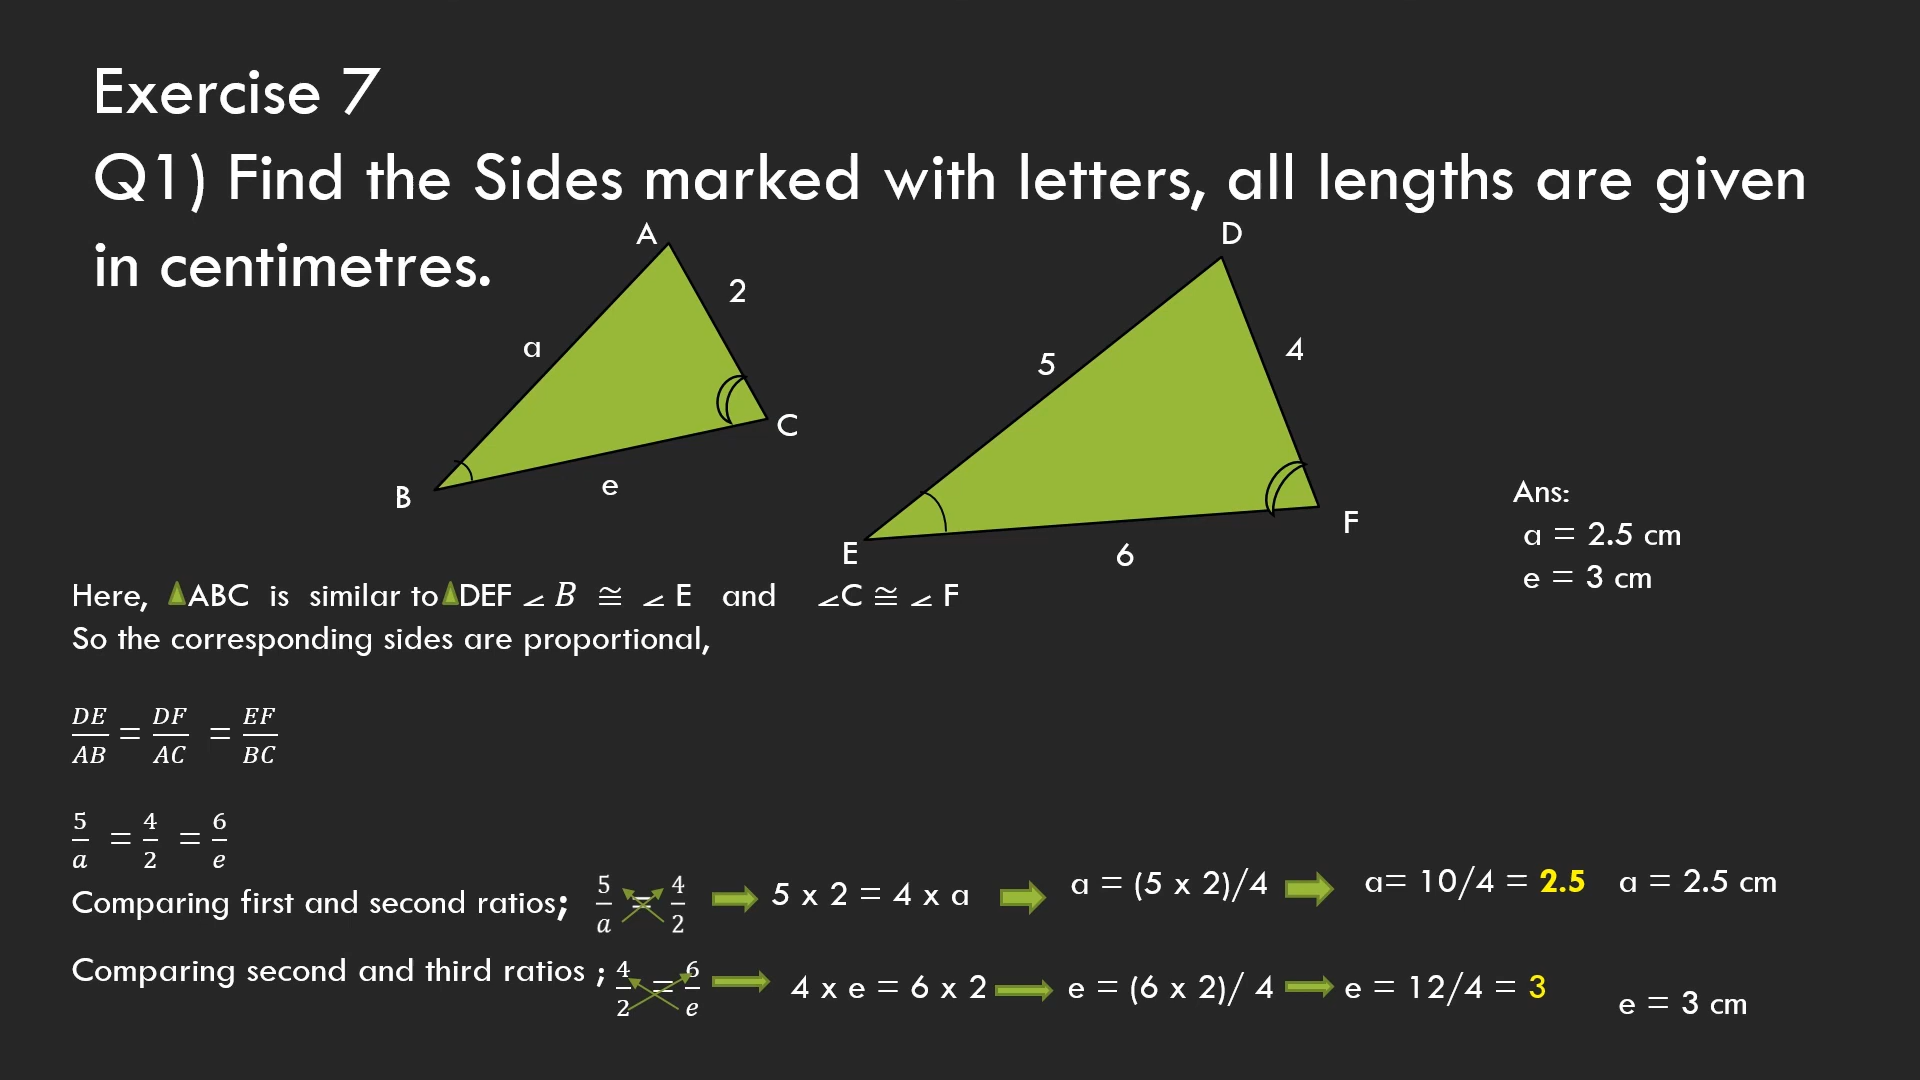 Exercise 7
Q1) Find the Sides marked with letters, all lengths are given
in centimetres.
A
D
2
a
5
4
C
B
e
E
F
6
Ans:
a = 2.5 cm
e = 3 cm
Here, ΔABC is similar to ΔDEF ∠B ≅ ∠E and ∠C ≅ ∠F
So the corresponding sides are proportional,
DE/AB = DF/AC = EF/BC
5/a = 4/2 = 6/e
Comparing first and second ratios; 5/a = 4/2 5 x 2 = 4 x a a = (5 x 2)/4 a= 10/4 = 2.5 a = 2.5 cm
Comparing second and third ratios ; 4/2 = 6/e 4 x e = 6 x 2 e = (6 x 2)/ 4 e = 12/4 = 3 e = 3 cm